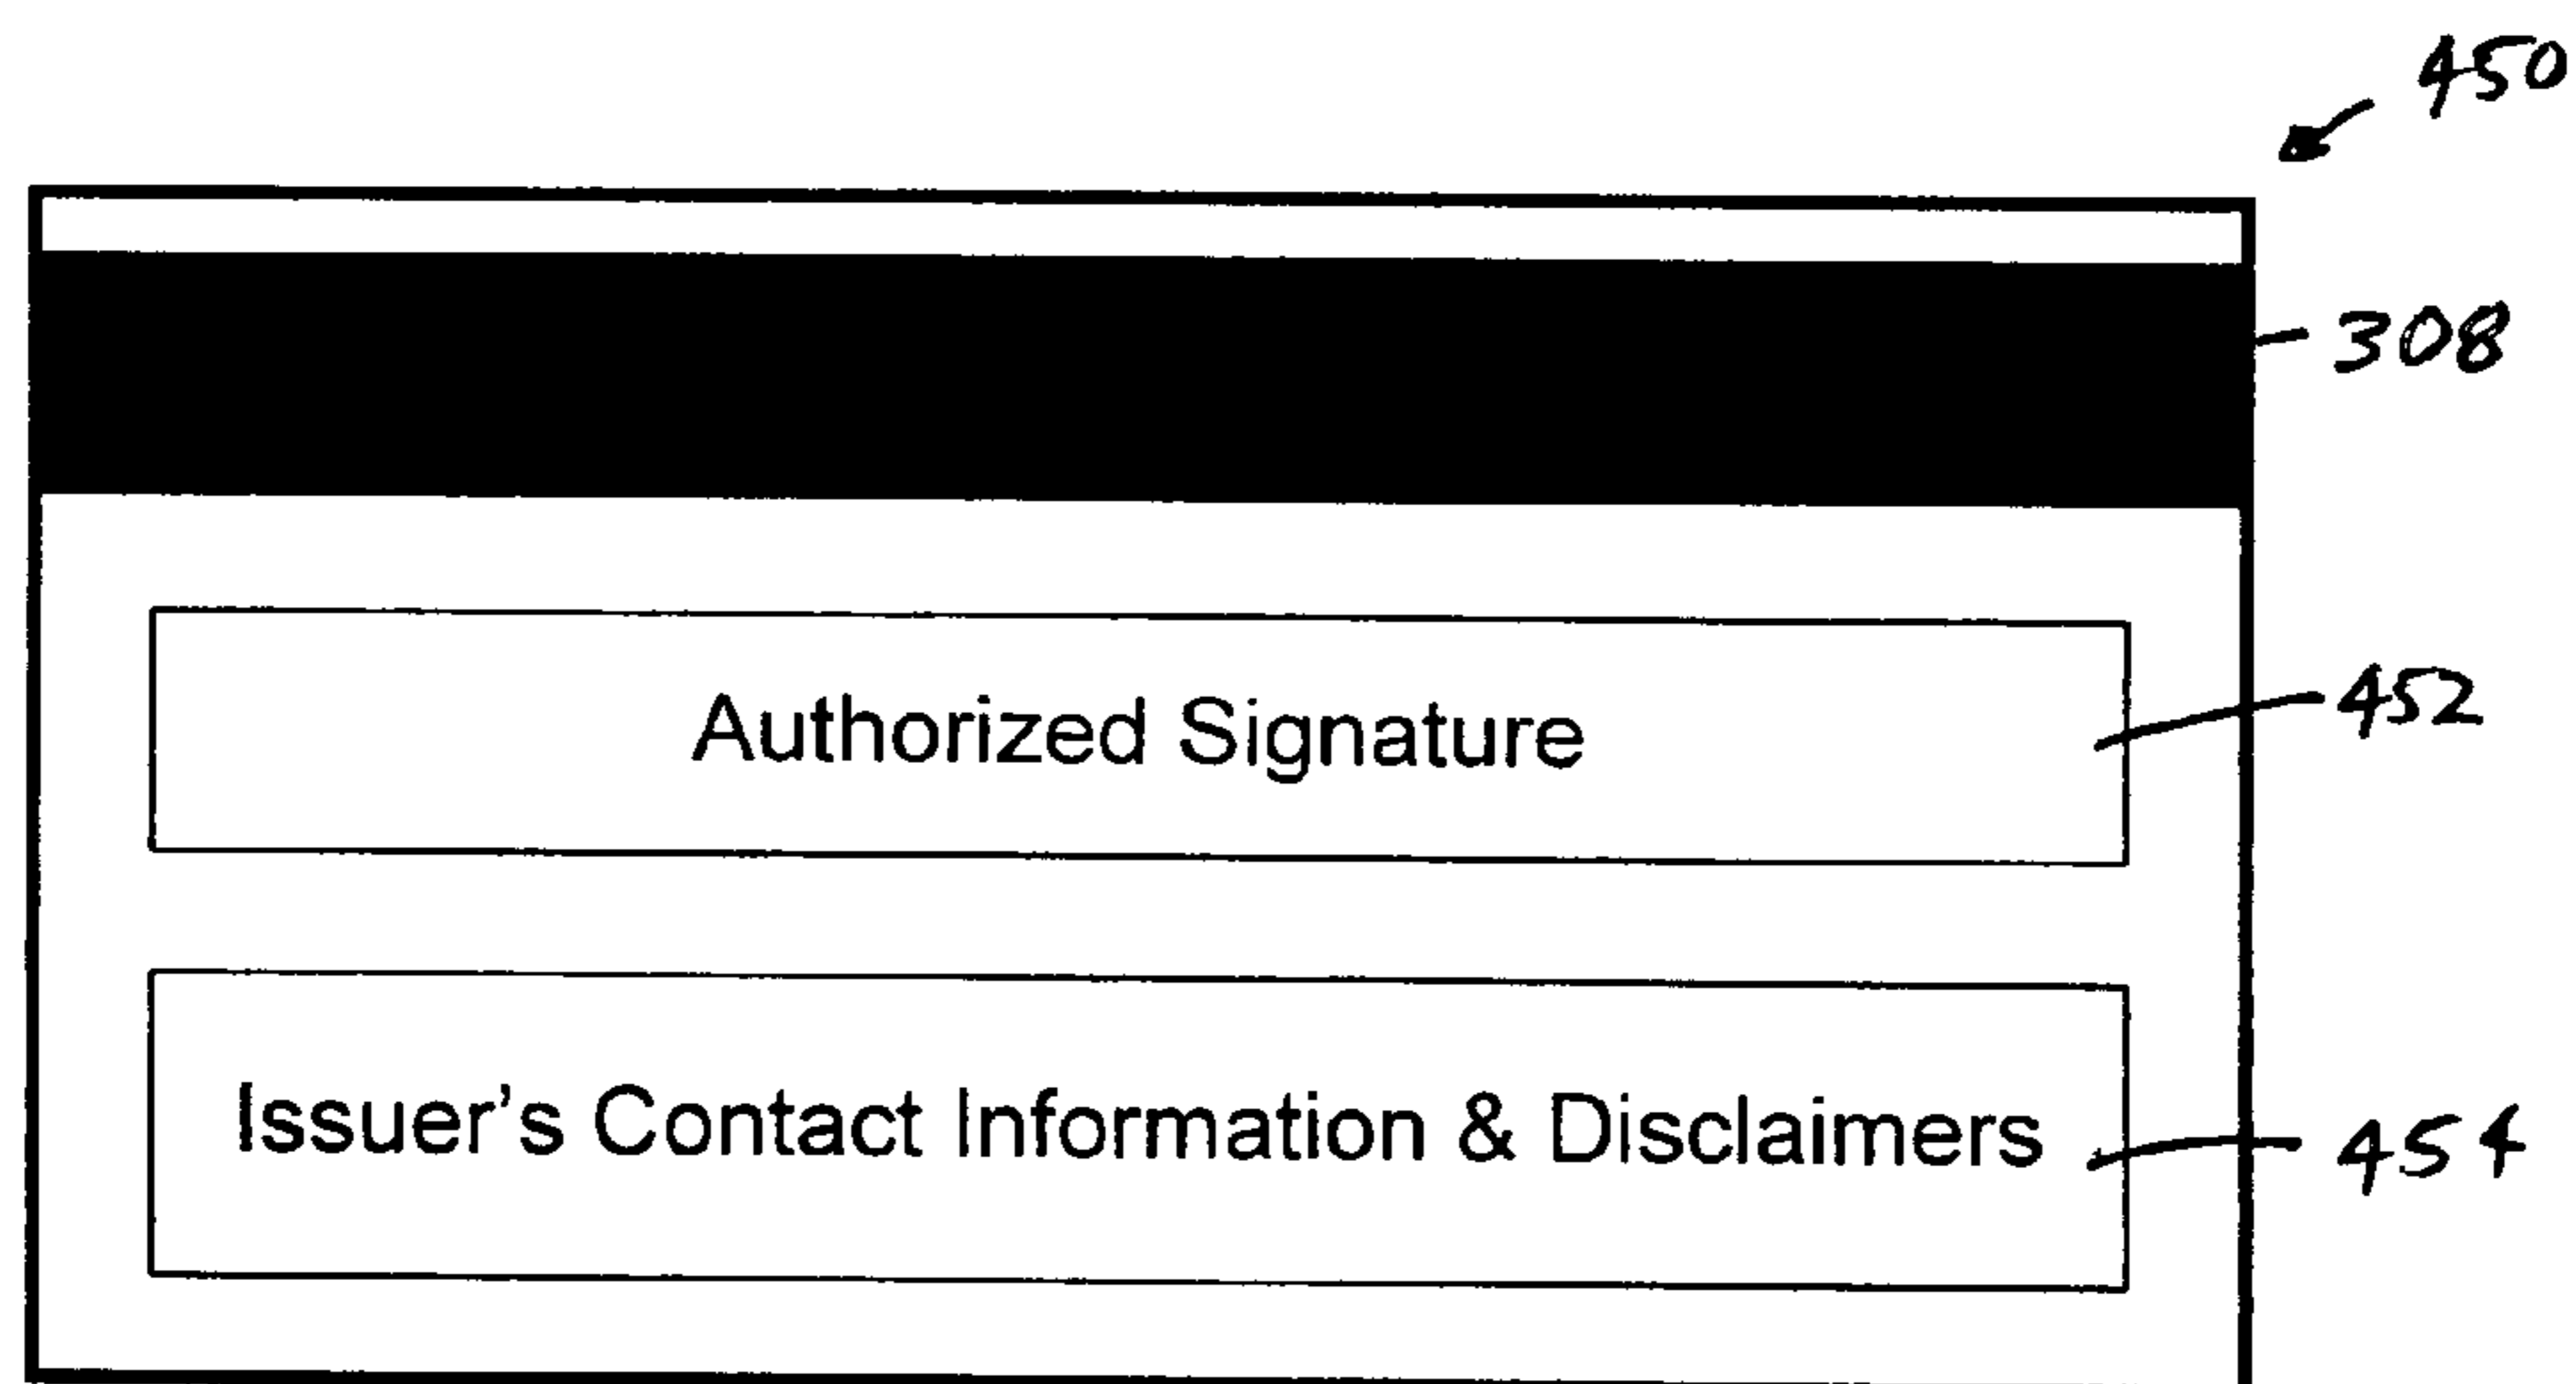 450
308
Authorized Signature
452
Issuer's Contact Information & Disclaimers
454